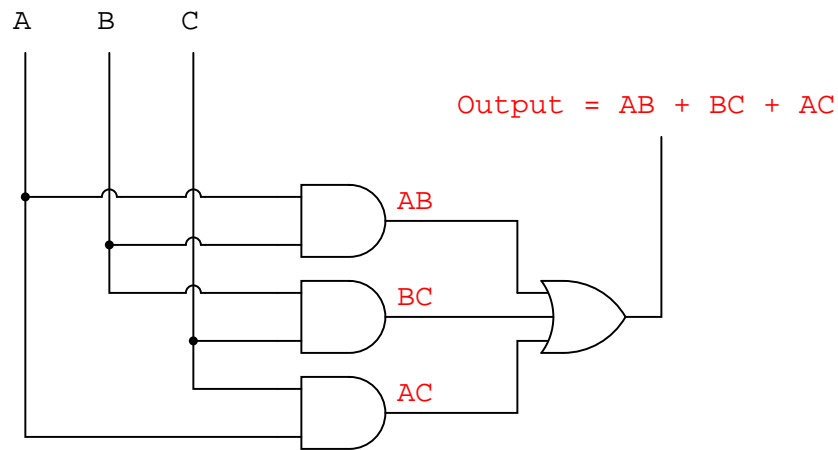 A B C
Output = AB + BC + AC
AB
BC
AC